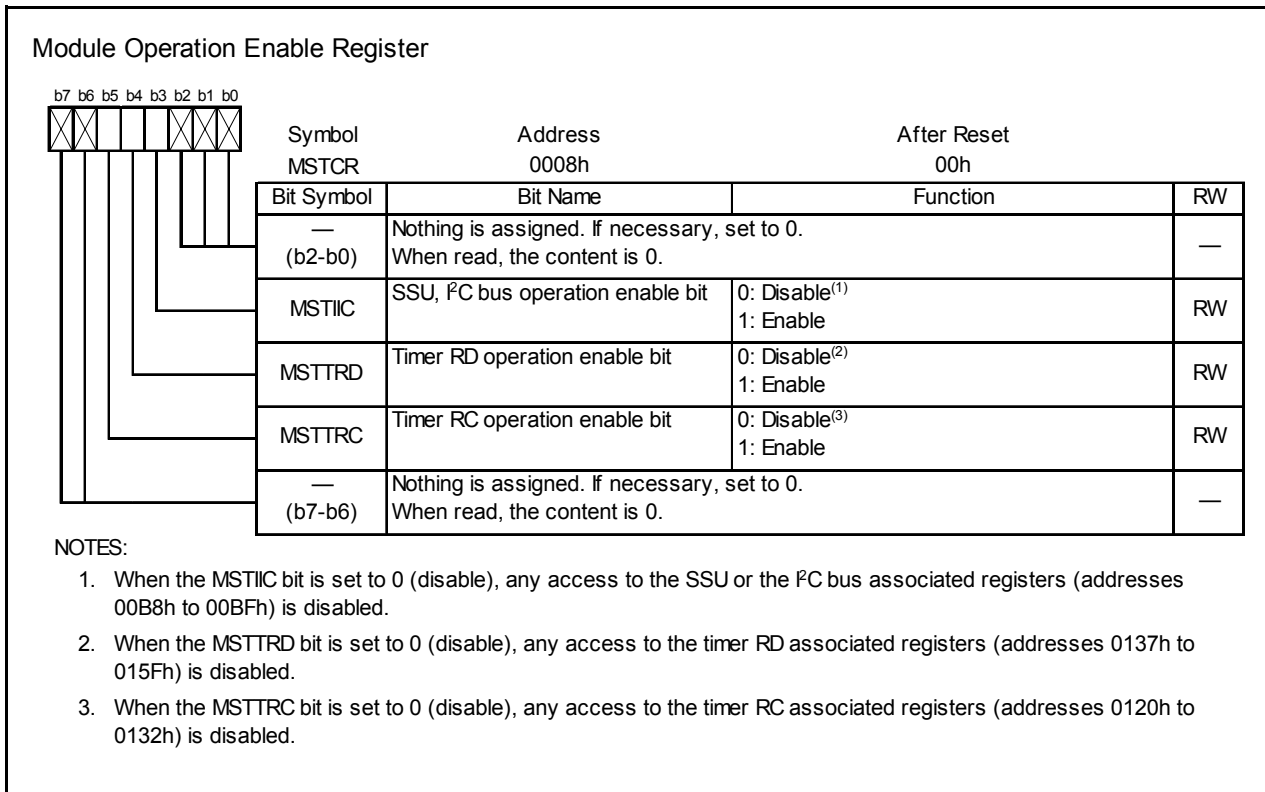 Module Operation Enable Register
b7 b6 b5 b4 b3 b2 b1 b0
Symbol Address After Reset
MSTCR 0008h 00h
Bit Symbol Bit Name Function RW
— (b2-b0) Nothing is assigned. If necessary, set to 0.
When read, the content is 0. —
MSTIIC SSU, I²C bus operation enable bit 0: Disable(1)
1: Enable RW
MSTTRD Timer RD operation enable bit 0: Disable(2)
1: Enable RW
MSTTRC Timer RC operation enable bit 0: Disable(3)
1: Enable RW
— (b7-b6) Nothing is assigned. If necessary, set to 0.
When read, the content is 0. —
NOTES:
1. When the MSTIIC bit is set to 0 (disable), any access to the SSU or the I²C bus associated registers (addresses
00B8h to 00BFh) is disabled.
2. When the MSTTRD bit is set to 0 (disable), any access to the timer RD associated registers (addresses 0137h to
015Fh) is disabled.
3. When the MSTTRC bit is set to 0 (disable), any access to the timer RC associated registers (addresses 0120h to
0132h) is disabled.